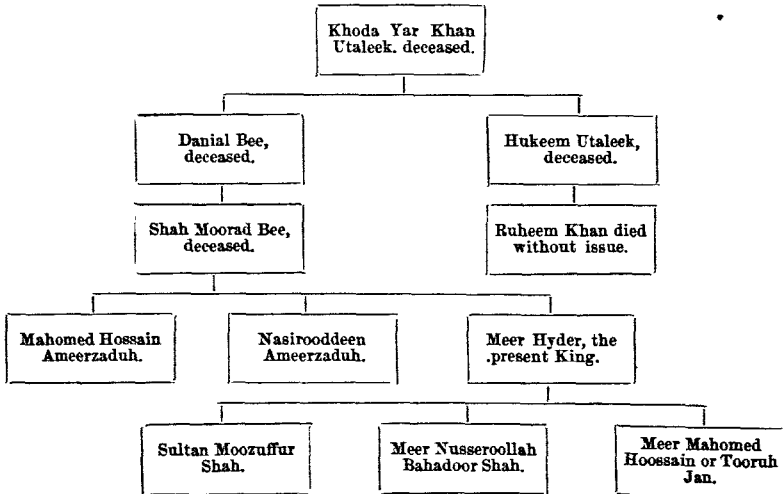 Khoda Yar Khan
Utaleek. deceased.
Danial Bee,
deceased.
Hukeem Utaleek,
deceased.
Shah Moorad Bee,
deceased.
Ruheem Khan died
without issue.
Mahomed Hossain
Ameerzaduh.
Nasirooddeen
Ameerzaduh.
Meer Hyder, the
.present King.
Sultan Moozuffur
Shah.
Meer Nusseroollah
Bahadoor Shah.
Meer Mahomed
Hoossain or Tooruh
Jan.